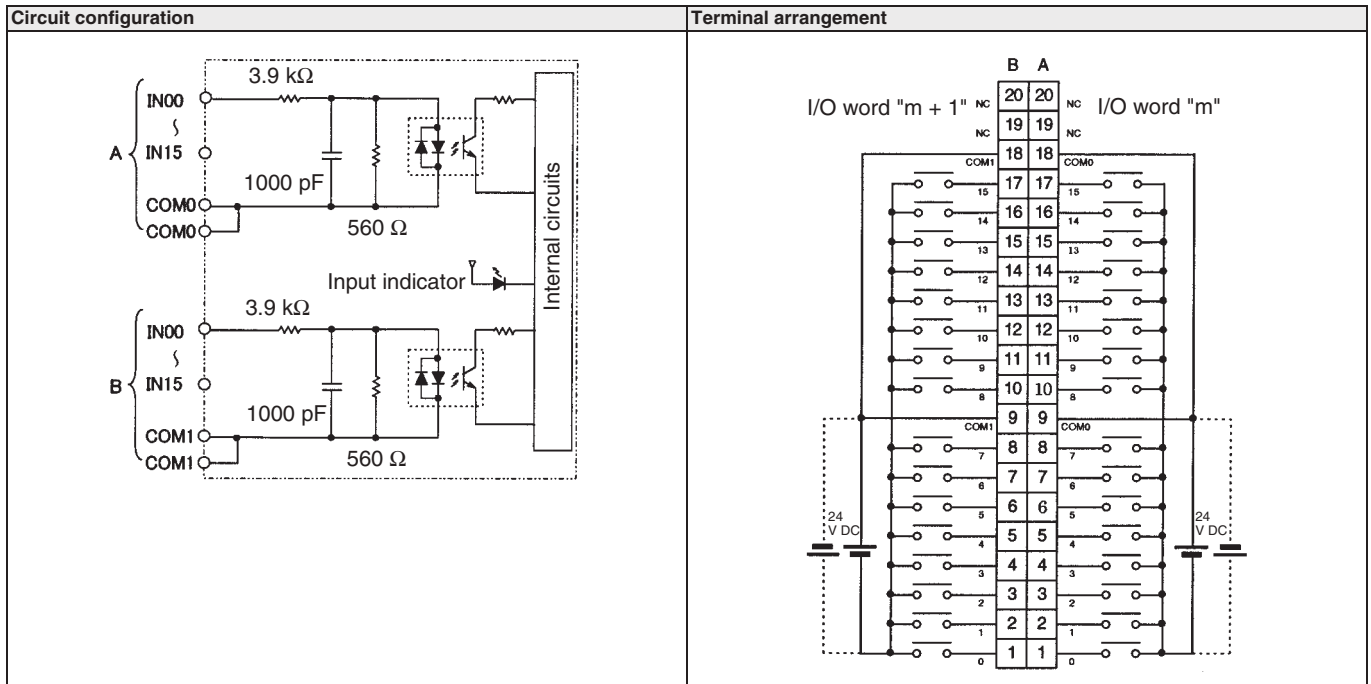 Circuit configuration
Terminal arrangement
3.9 kΩ
IN00
A
IN15
1000 pF
COM0
COM0
560 Ω
Internal circuits
Input indicator
3.9 kΩ
IN00
B
IN15
1000 pF
COM1
COM1
560 Ω
B A
I/O word "m + 1" NC 20 20 NC I/O word "m"
NC 19 19 NC
COM1 18 18 COM0
15 17 17 15
14 16 16 14
13 15 15 13
12 14 14 12
11 13 13 11
10 12 12 10
9 11 11 9
8 10 10 8
COM1 9 9 COM0
7 8 8 7
6 7 7 6
5 6 6 5
24 V DC
24 V DC
4 5 5 4
3 4 4 3
2 3 3 2
1 2 2 1
0 1 1 0